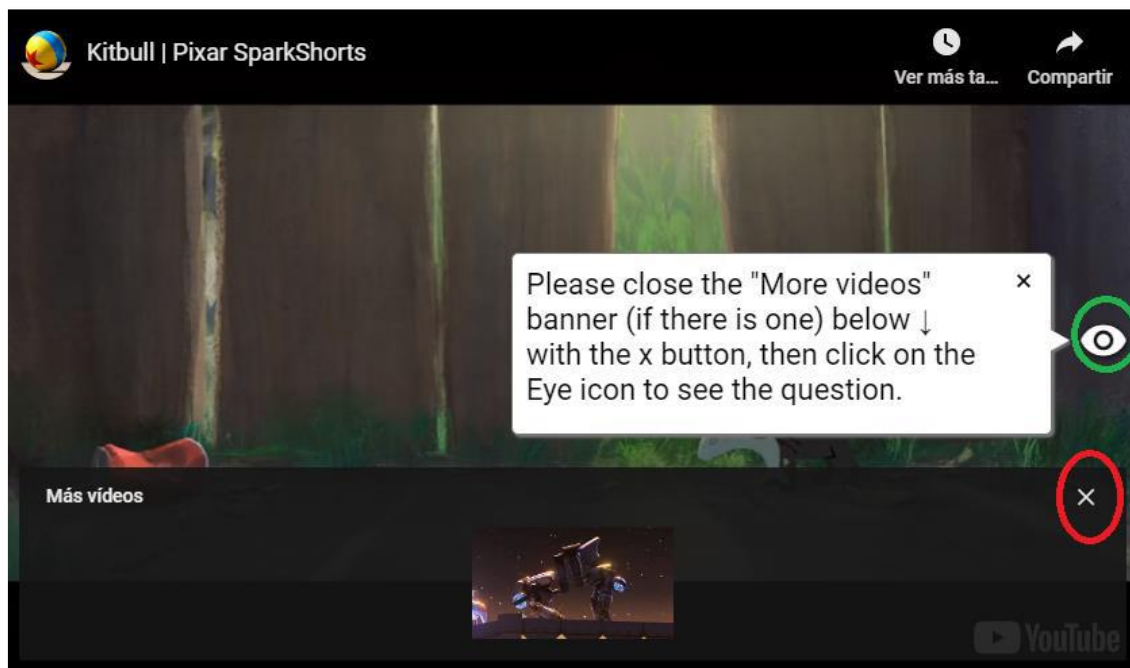 Kitbull | Pixar SparkShorts
Ver más ta...
Compartir
Please close the "More videos"
banner (if there is one) below ↓
with the x button, then click on the
Eye icon to see the question.
Más vídeos
YouTube